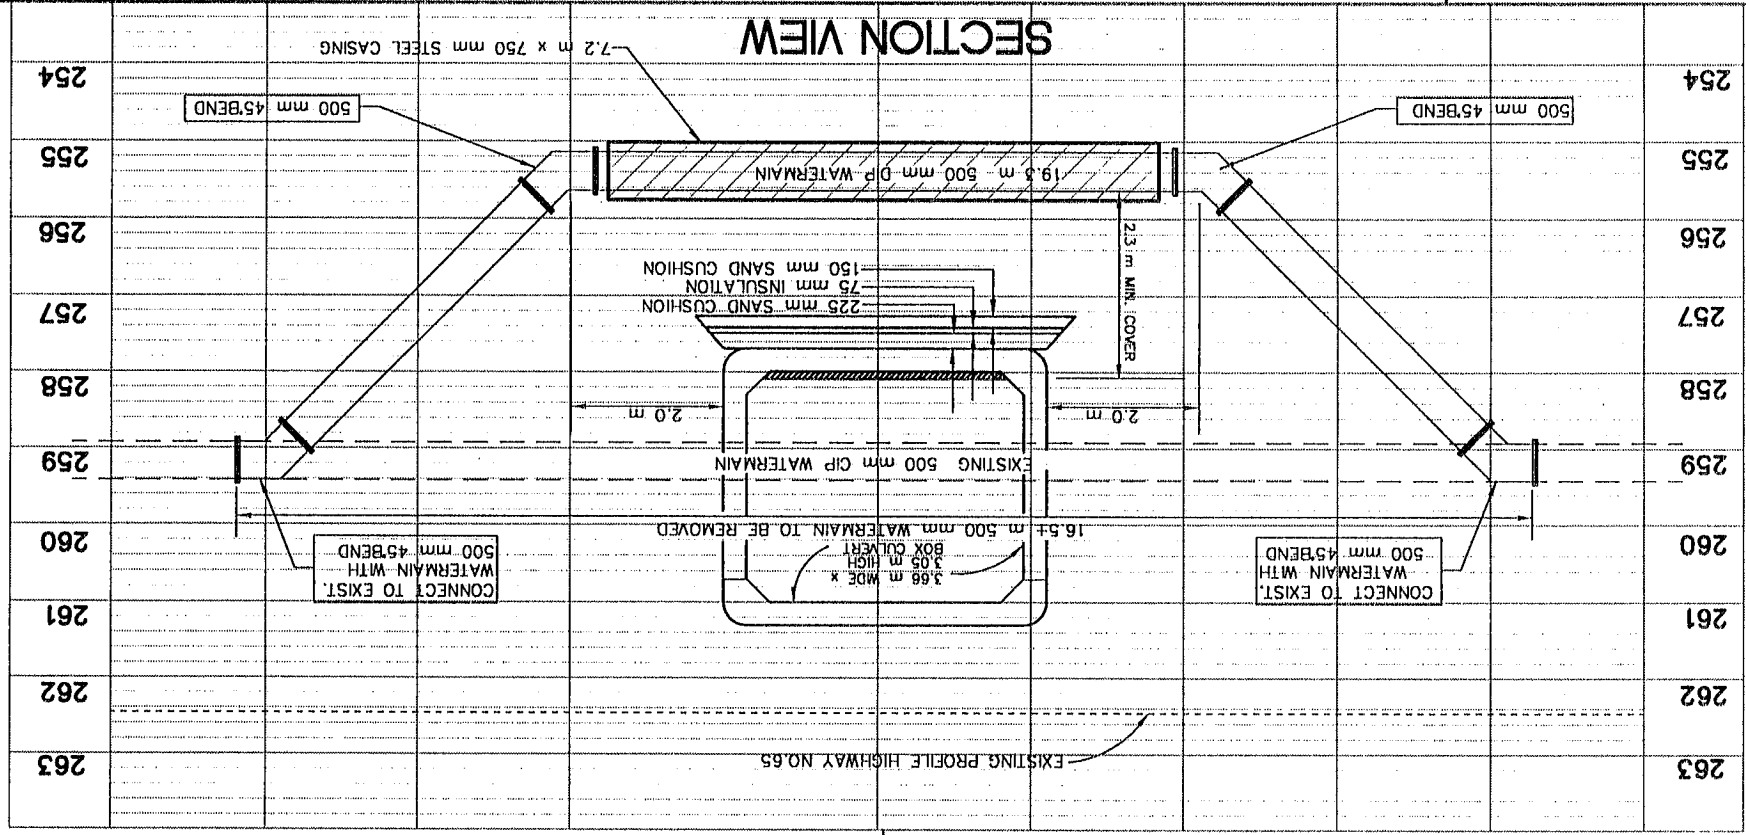 263
263
EXISTING PROFILE HIGHWAY NO.65
262
262
261
261
CONNECT TO EXIST.
WATERMAIN WITH
500 mm 45°BEND
3.66 m WIDE x
3.05 m HIGH
BOX CULVERT
CONNECT TO EXIST.
WATERMAIN WITH
500 mm 45°BEND
260
260
16.5± m 500 mm WATERMAIN TO BE REMOVED
259
EXISTING 500 mm CIP WATERMAIN
259
2.0 m
2.0 m
258
258
2.3 m MIN. COVER
225 mm SAND CUSHION
75 mm INSULATION
150 mm SAND CUSHION
257
257
256
256
255
19.3 m 500 mm DIP WATERMAIN
255
500 mm 45°BEND
500 mm 45°BEND
254
254
7.2 m x 750 mm STEEL CASING
SECTION VIEW